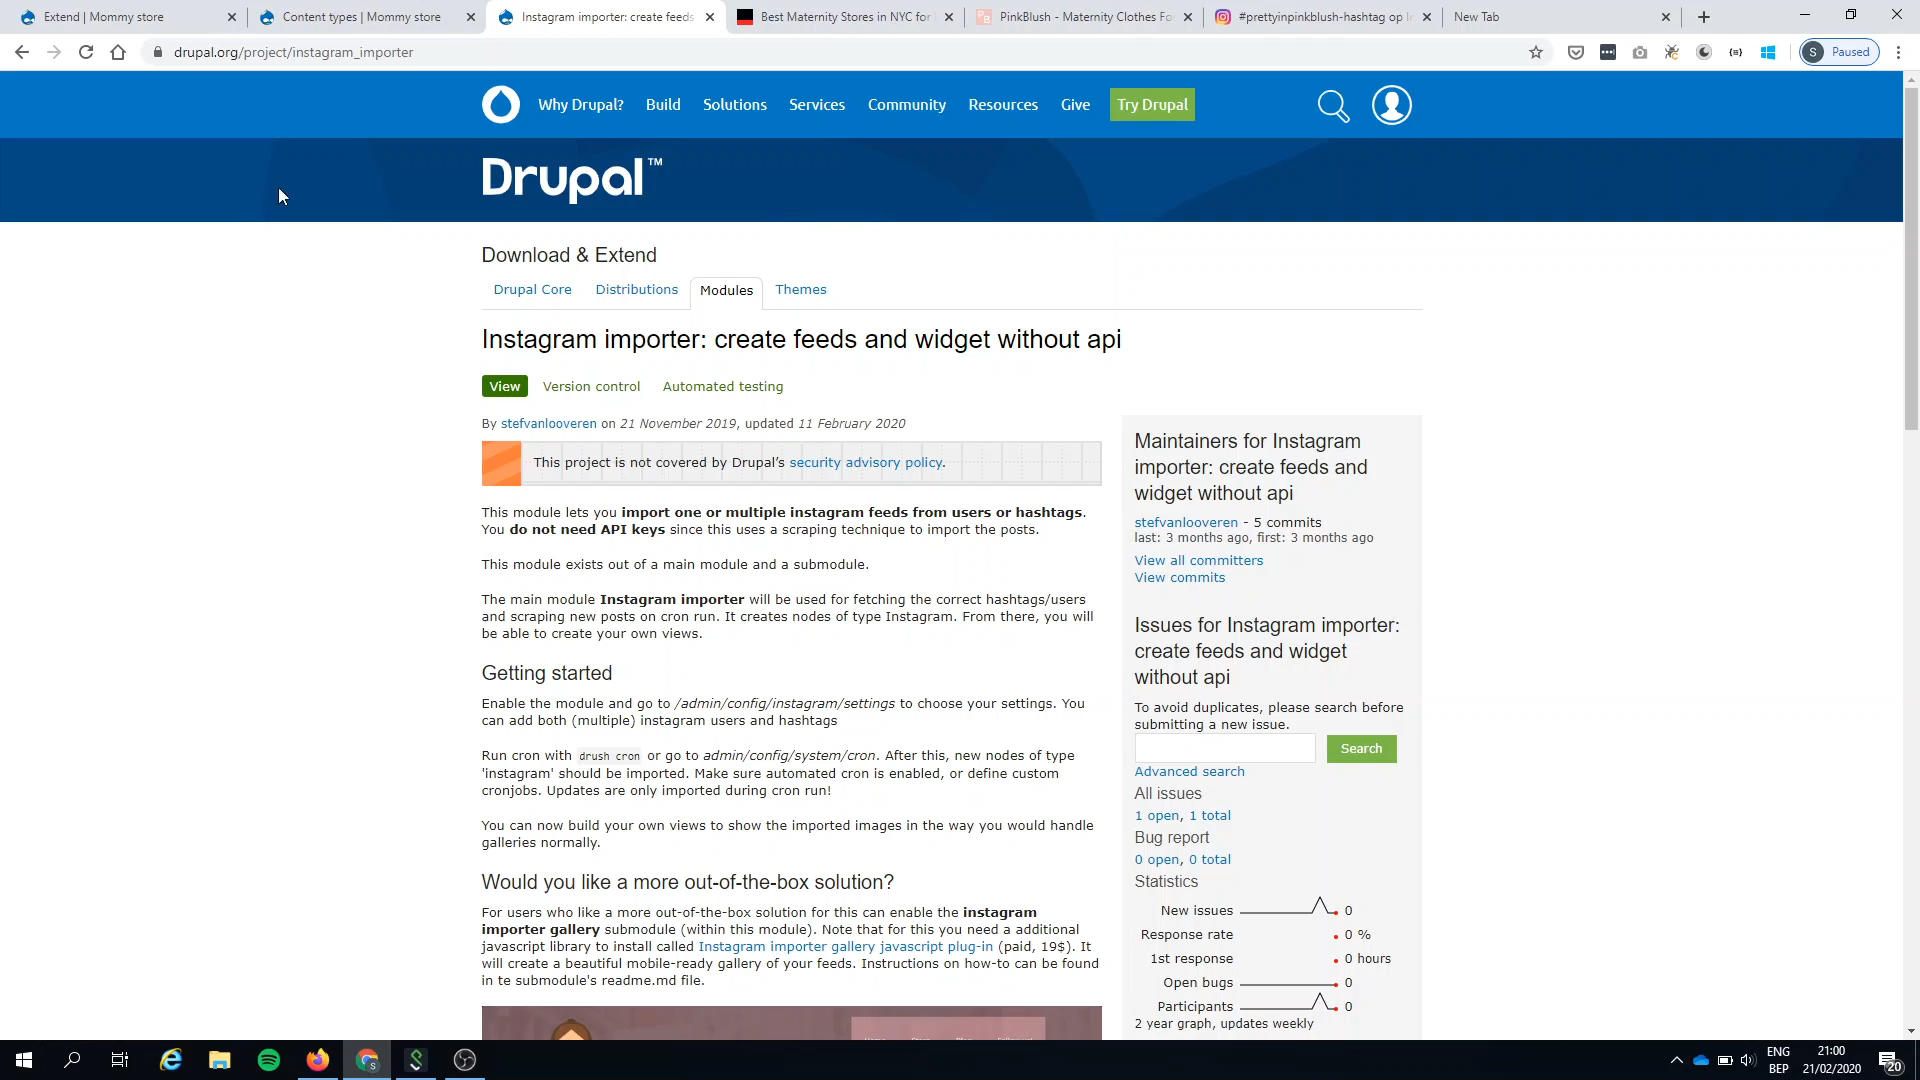 Extend | Mommy store
Content types | Mommy store
Instagram importer: create feeds
Best Maternity Stores in NYC for
PinkBlush - Maternity Clothes Fo
#prettyinpinkblush-hashtag op In
New Tab
drupal.org/project/instagram_importer
S Paused
Why Drupal? Build Solutions Services Community Resources Give Try Drupal
Drupal™
Download & Extend
Drupal Core Distributions Modules Themes
Instagram importer: create feeds and widget without api
View Version control Automated testing
By stefvanlooveren on 21 November 2019, updated 11 February 2020
This project is not covered by Drupal's security advisory policy.
This module lets you import one or multiple instagram feeds from users or hashtags.
You do not need API keys since this uses a scraping technique to import the posts.
This module exists out of a main module and a submodule.
The main module Instagram importer will be used for fetching the correct hashtags/users
and scraping new posts on cron run. It creates nodes of type Instagram. From there, you will
be able to create your own views.
Getting started
Enable the module and go to /admin/config/instagram/settings to choose your settings. You
can add both (multiple) instagram users and hashtags
Run cron with drush cron or go to admin/config/system/cron. After this, new nodes of type
'instagram' should be imported. Make sure automated cron is enabled, or define custom
cronjobs. Updates are only imported during cron run!
You can now build your own views to show the imported images in the way you would handle
galleries normally.
Would you like a more out-of-the-box solution?
For users who like a more out-of-the-box solution for this can enable the instagram
importer gallery submodule (within this module). Note that for this you need a additional
javascript library to install called Instagram importer gallery javascript plug-in (paid, 19$). It
will create a beautiful mobile-ready gallery of your feeds. Instructions on how-to can be found
in te submodule's readme.md file.
Maintainers for Instagram
importer: create feeds and
widget without api
stefvanlooveren - 5 commits
last: 3 months ago, first: 3 months ago
View all committers
View commits
Issues for Instagram importer:
create feeds and widget
without api
To avoid duplicates, please search before
submitting a new issue.
Search
Advanced search
All issues
1 open, 1 total
Bug report
0 open, 0 total
Statistics
New issues 0
Response rate 0 %
1st response 0 hours
Open bugs 0
Participants 0
2 year graph, updates weekly
ENG
BEP
21:00
21/02/2020
20